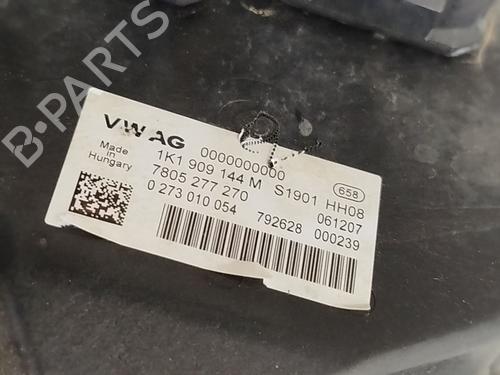 B-PARTS
VW AG
0000000000
Made in
Hungary
1K1 909 144 M S1901 HH08
658
7805 277 270
061207
0 273 010 054
792628 000239